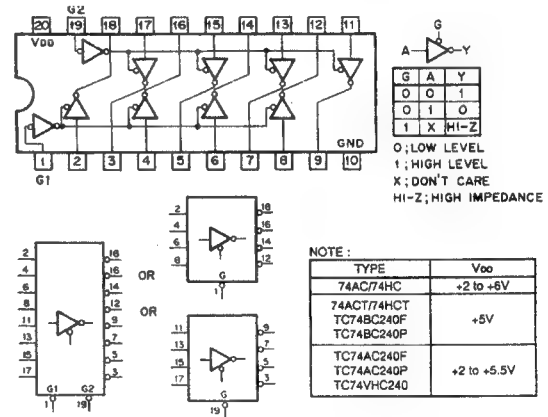 G2
20 19 18 17 16 15 14 13 12 11
VDD
GND
1 2 3 4 5 6 7 8 9 10
G1
G
A Y
G A Y
0 0 1
0 1 0
1 X HI-Z
0; LOW LEVEL
1; HIGH LEVEL
X; DON'T CARE
HI-Z; HIGH IMPEDANCE
2 18
4 16
6 14
8 12
11 9
13 7
15 5
17 3
G1 G2
1 19
OR
OR
2 18
4 16
6 14
8 12
G
1
11 9
13 7
15 5
17 3
G
19
NOTE:
TYPE VDD
74AC/74HC +2 to +6V
74ACT/74HCT
TC74BC240F +5V
TC74BC240P
TC74AC240F
TC74AC240P +2 to +5.5V
TC74VHC240